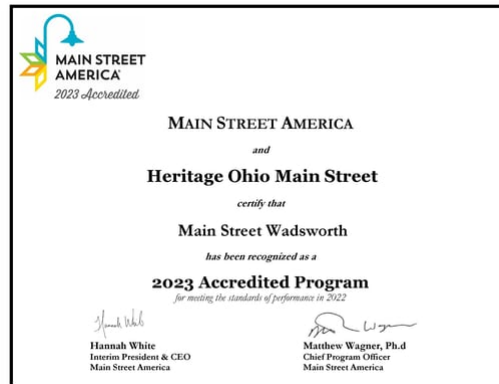 MAIN STREET
AMERICA
2023 Accredited
MAIN STREET AMERICA
and
Heritage Ohio Main Street
certify that
Main Street Wadsworth
has been recognized as a
2023 Accredited Program
for meeting the standards of performance in 2022
Hannah White
Hannah White
Matthew Wagner, Ph.d
Interim President & CEO
Chief Program Officer
Main Street America
Main Street America